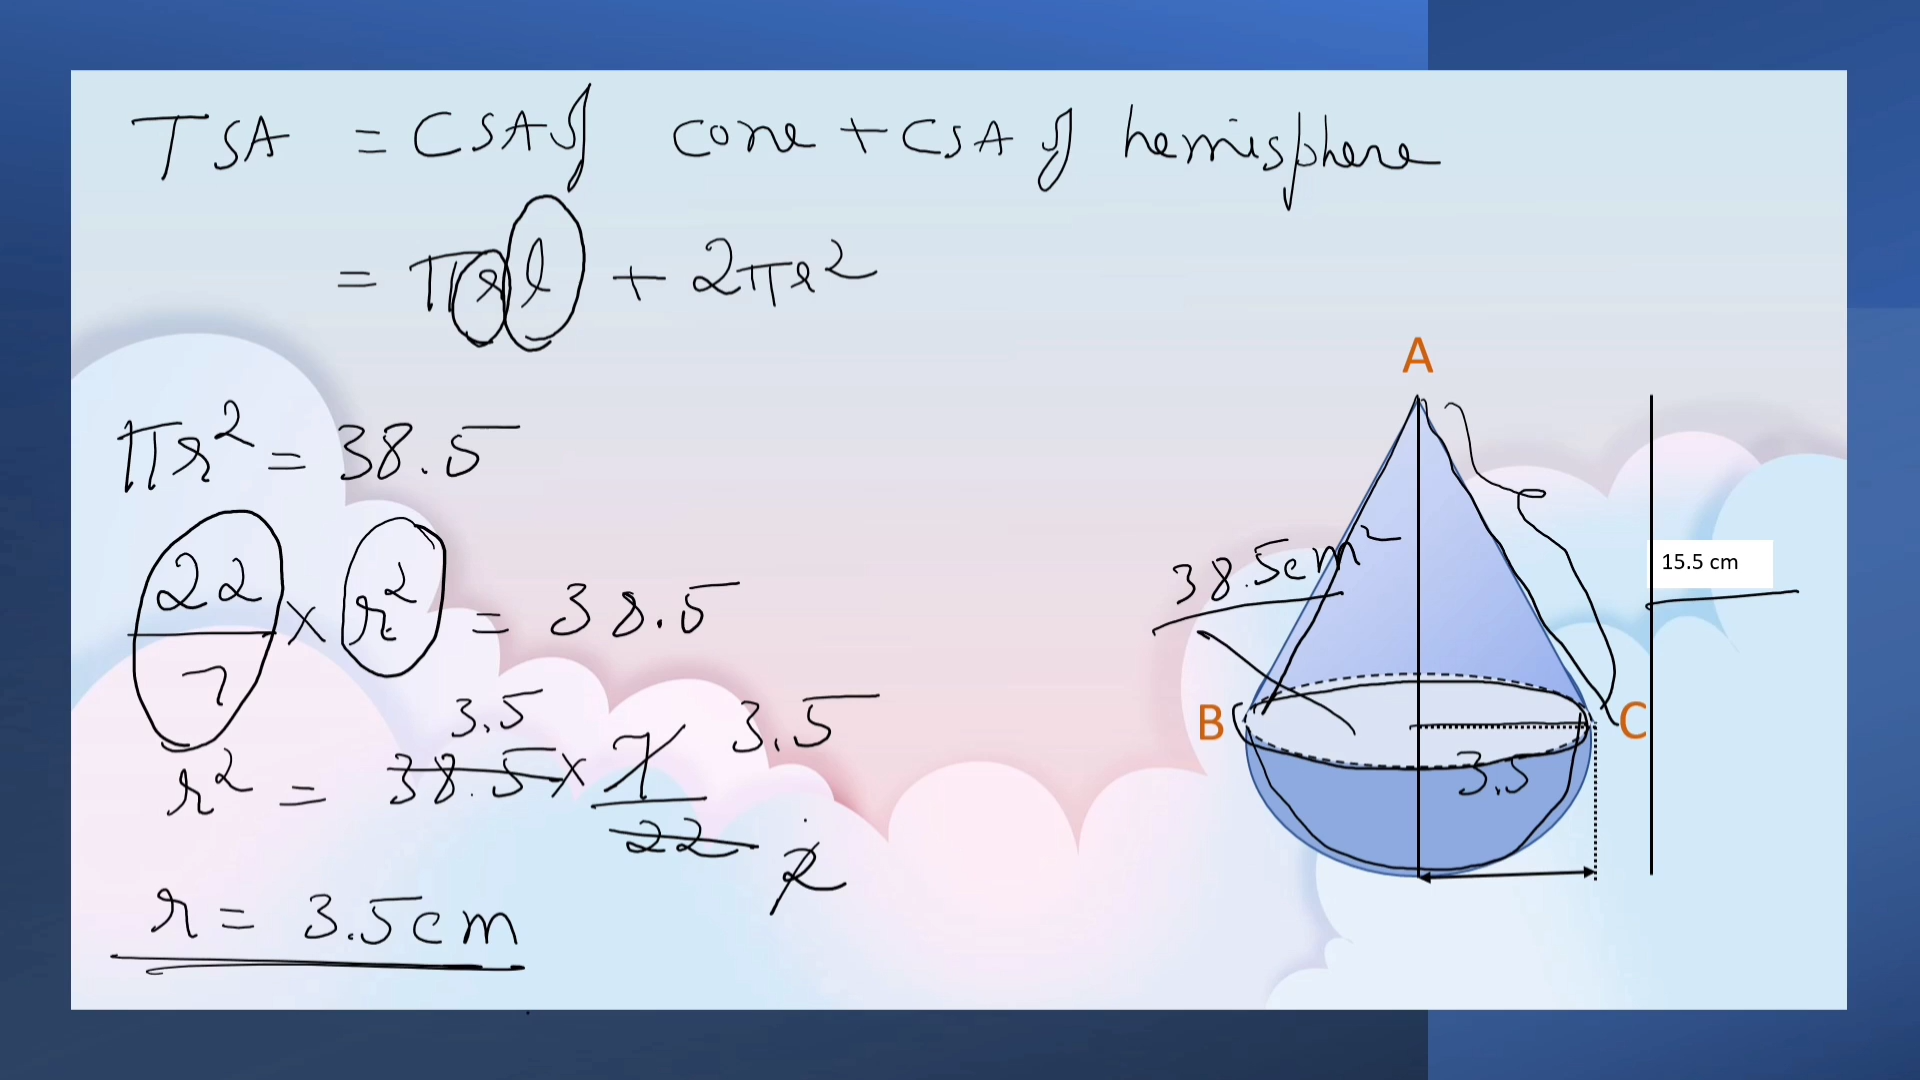 TSA = CSA of cone + CSA of hemisphere
= πrl + 2πr²
πr² = 38.5
22/7 × r² = 38.5
3.5
r² = 38.5 × 7/22 3.5
2
r = 3.5cm
A
15.5 cm
38.5cm²
B
C
3.5